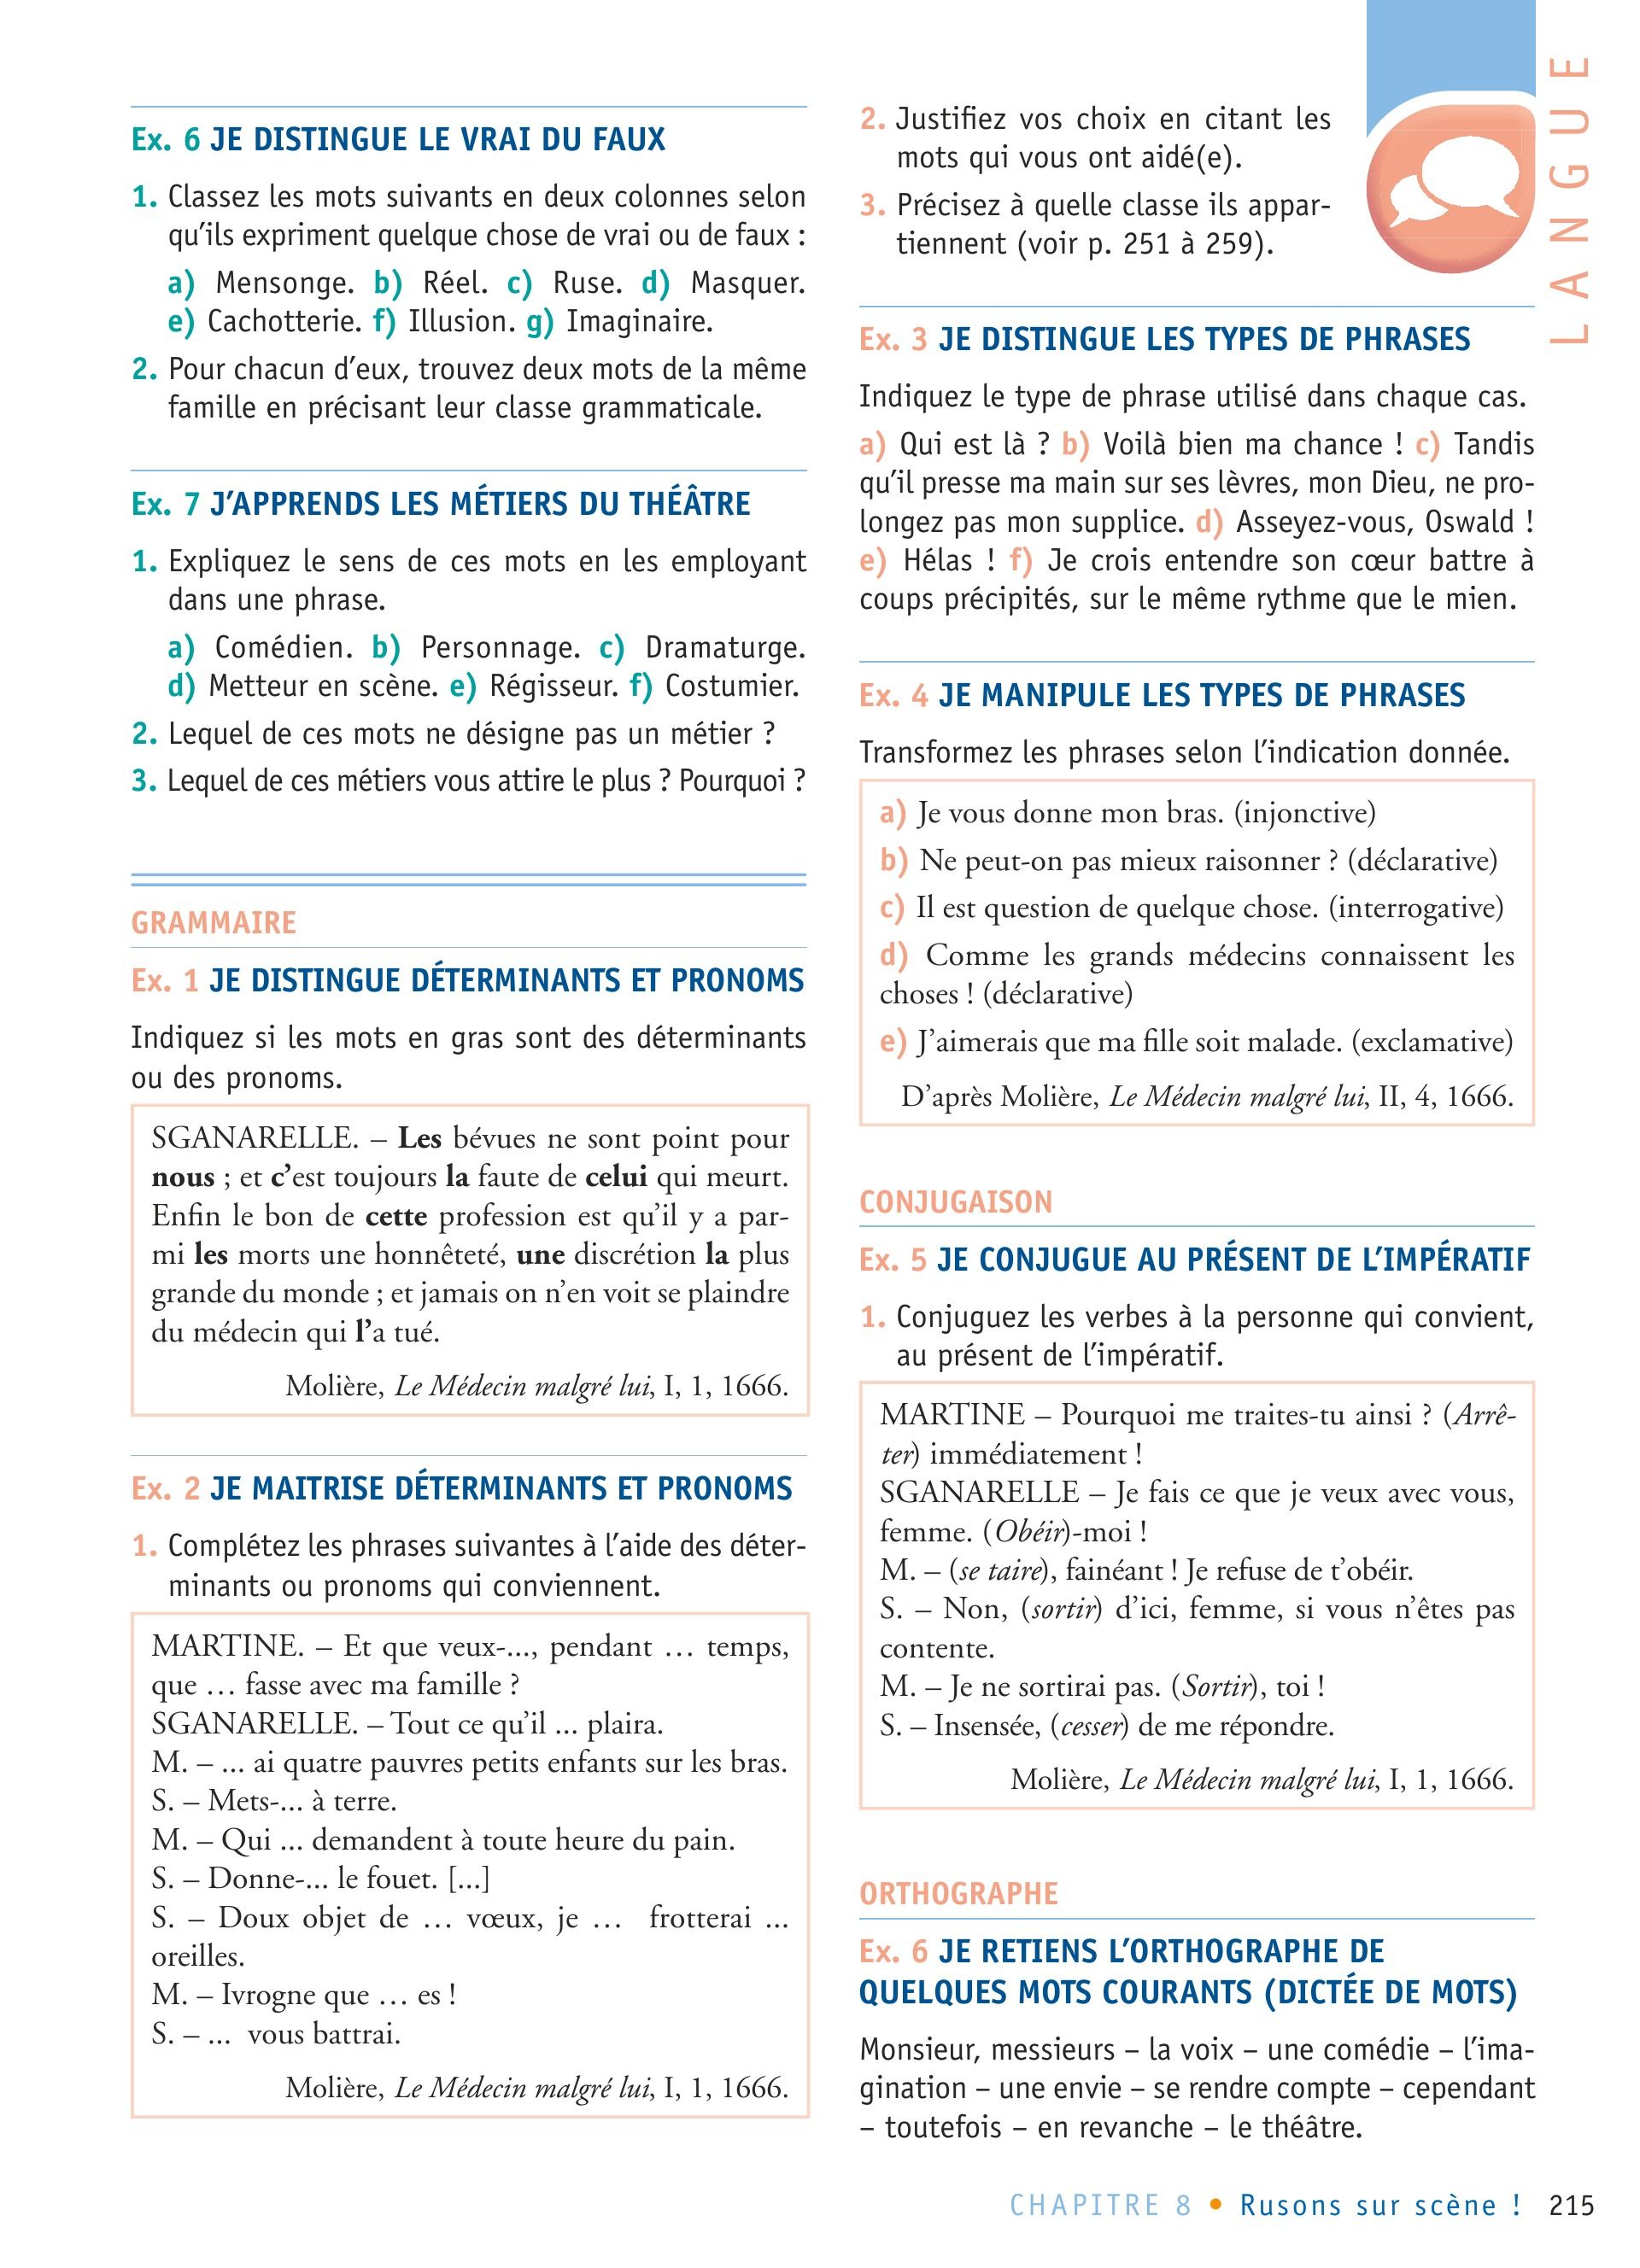 Ex. 6 JE DISTINGUE LE VRAI DU FAUX
1. Classez les mots suivants en deux colonnes selon
qu’ils expriment quelque chose de vrai ou de faux :
a) Mensonge. b) Réel. c) Ruse. d) Masquer.
e) Cachotterie. f) Illusion. g) Imaginaire.
2. Pour chacun d’eux, trouvez deux mots de la même
famille en précisant leur classe grammaticale.
Ex. 7 J’APPRENDS LES MÉTIERS DU THÉÂTRE
1. Expliquez le sens de ces mots en les employant
dans une phrase.
a) Comédien. b) Personnage. c) Dramaturge.
d) Metteur en scène. e) Régisseur. f) Costumier.
2. Lequel de ces mots ne désigne pas un métier ?
3. Lequel de ces métiers vous attire le plus ? Pourquoi ?
GRAMMAIRE
Ex. 1 JE DISTINGUE DÉTERMINANTS ET PRONOMS
Indiquez si les mots en gras sont des déterminants
ou des pronoms.
SGANARELLE. – Les bévues ne sont point pour
nous ; et c’est toujours la faute de celui qui meurt.
Enfin le bon de cette profession est qu’il y a par-
mi les morts une honnêteté, une discrétion la plus
grande du monde ; et jamais on n’en voit se plaindre
du médecin qui l’a tué.
Molière, Le Médecin malgré lui, I, 1, 1666.
Ex. 2 JE MAITRISE DÉTERMINANTS ET PRONOMS
1. Complétez les phrases suivantes à l’aide des déter-
minants ou pronoms qui conviennent.
MARTINE. – Et que veux-..., pendant … temps,
que … fasse avec ma famille ?
SGANARELLE. – Tout ce qu’il ... plaira.
M. – ... ai quatre pauvres petits enfants sur les bras.
S. – Mets-... à terre.
M. – Qui ... demandent à toute heure du pain.
S. – Donne-... le fouet. [...]
S. – Doux objet de … vœux, je … frotterai ...
oreilles.
M. – Ivrogne que … es !
S. – ... vous battrai.
Molière, Le Médecin malgré lui, I, 1, 1666.
2. Justifiez vos choix en citant les
mots qui vous ont aidé(e).
3. Précisez à quelle classe ils appar-
tiennent (voir p. 251 à 259).
LANGUE
Ex. 3 JE DISTINGUE LES TYPES DE PHRASES
Indiquez le type de phrase utilisé dans chaque cas.
a) Qui est là ? b) Voilà bien ma chance ! c) Tandis
qu’il presse ma main sur ses lèvres, mon Dieu, ne pro-
longez pas mon supplice. d) Asseyez-vous, Oswald !
e) Hélas ! f) Je crois entendre son cœur battre à
coups précipités, sur le même rythme que le mien.
Ex. 4 JE MANIPULE LES TYPES DE PHRASES
Transformez les phrases selon l’indication donnée.
a) Je vous donne mon bras. (injonctive)
b) Ne peut-on pas mieux raisonner ? (déclarative)
c) Il est question de quelque chose. (interrogative)
d) Comme les grands médecins connaissent les
choses ! (déclarative)
e) J’aimerais que ma fille soit malade. (exclamative)
D’après Molière, Le Médecin malgré lui, II, 4, 1666.
CONJUGAISON
Ex. 5 JE CONJUGUE AU PRÉSENT DE L’IMPÉRATIF
1. Conjuguez les verbes à la personne qui convient,
au présent de l’impératif.
MARTINE – Pourquoi me traites-tu ainsi ? (Arrê-
ter) immédiatement !
SGANARELLE – Je fais ce que je veux avec vous,
femme. (Obéir)-moi !
M. – (se taire), fainéant ! Je refuse de t’obéir.
S. – Non, (sortir) d’ici, femme, si vous n’êtes pas
contente.
M. – Je ne sortirai pas. (Sortir), toi !
S. – Insensée, (cesser) de me répondre.
Molière, Le Médecin malgré lui, I, 1, 1666.
ORTHOGRAPHE
Ex. 6 JE RETIENS L’ORTHOGRAPHE DE
QUELQUES MOTS COURANTS (DICTÉE DE MOTS)
Monsieur, messieurs – la voix – une comédie – l’ima-
gination – une envie – se rendre compte – cependant
– toutefois – en revanche – le théâtre.
CHAPITRE 8 • Rusons sur scène ! 215